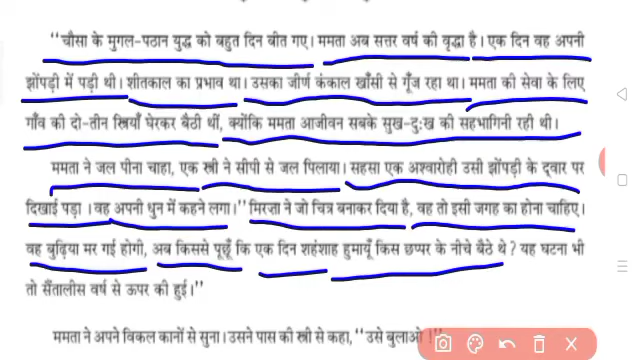 “चौसा के मुगल-पठान युद्ध को बहुत दिन बीत गए। ममता अब सत्तर वर्ष की वृद्धा है। एक दिन वह अपनी
झोंपड़ी में पड़ी थी। शीतकाल का प्रभाव था। उसका जीर्ण कंकाल खाँसी से गूँज रहा था। ममता की सेवा के लिए
गाँव की दो-तीन स्त्रियाँ घेरकर बैठी थीं, क्योंकि ममता आजीवन सबके सुख-दुःख की सहभागिनी रही थी।
ममता ने जल पीना चाहा, एक स्त्री ने सीपी से जल पिलाया। सहसा एक अश्वारोही उसी झोंपड़ी के द्वार पर
दिखाई पड़ा। वह अपनी धुन में कहने लगा।” मिरज़ा ने जो चित्र बनाकर दिया है, वह तो इसी जगह का होना चाहिए।
वह बुढ़िया मर गई होगी, अब किससे पूछूँ कि एक दिन शहंशाह हुमायूँ किस छप्पर के नीचे बैठे थे? यह घटना भी
तो सैंतालीस वर्ष से ऊपर की हुई।”
ममता ने अपने विकल कानों से सुना। उसने पास की स्त्री से कहा, “उसे बुलाओ !”